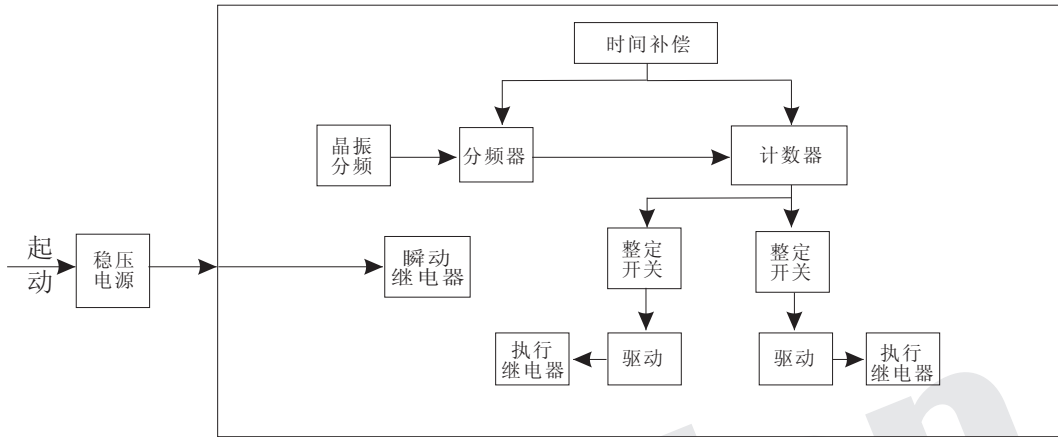 时间补偿
晶振
分频
分频器
计数器
起
动
稳压
电源
瞬动
继电器
整定
开关
整定
开关
执行
继电器
驱动
驱动
执行
继电器